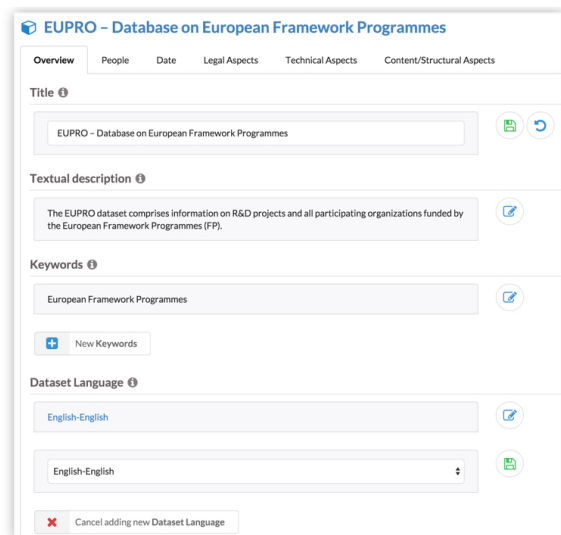 EUPRO – Database on European Framework Programmes
Overview People Date Legal Aspects Technical Aspects Content/Structural Aspects
Title
EUPRO – Database on European Framework Programmes
Textual description
The EUPRO dataset comprises information on R&D projects and all participating organizations funded by
the European Framework Programmes (FP).
Keywords
European Framework Programmes
New Keywords
Dataset Language
English-English
English-English
Cancel adding new Dataset Language